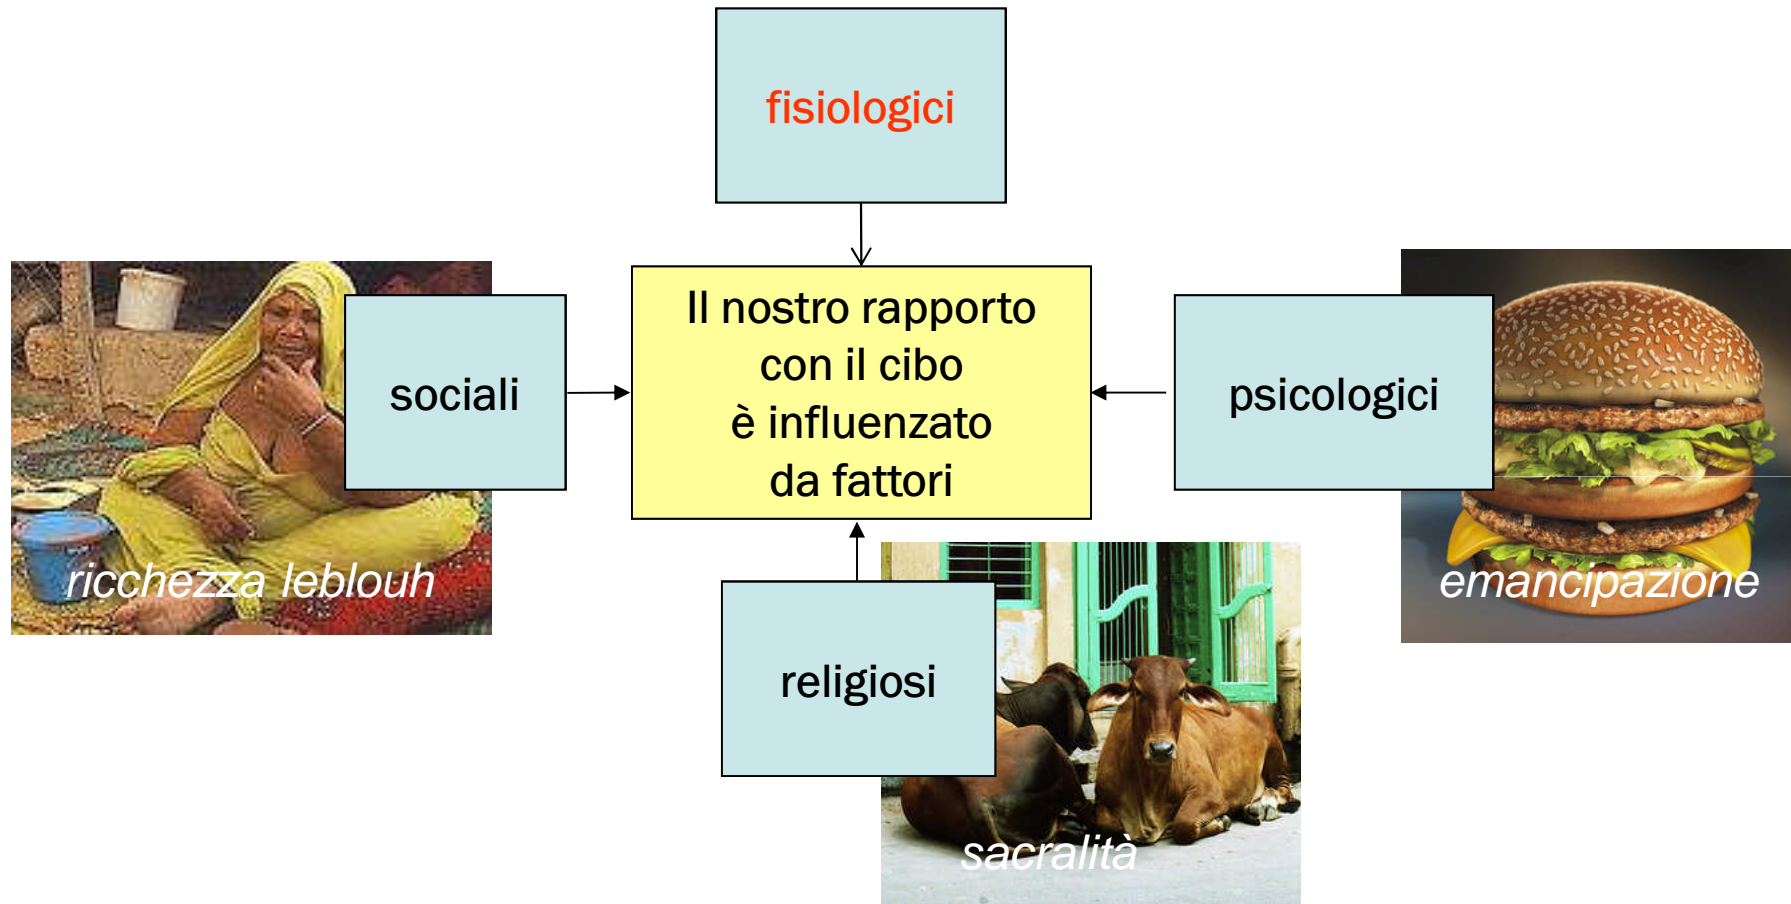 fisiologici
Il nostro rapporto
con il cibo
è influenzato
da fattori
sociali
psicologici
ricchezza leblouh
emancipazione
religiosi
sacralità